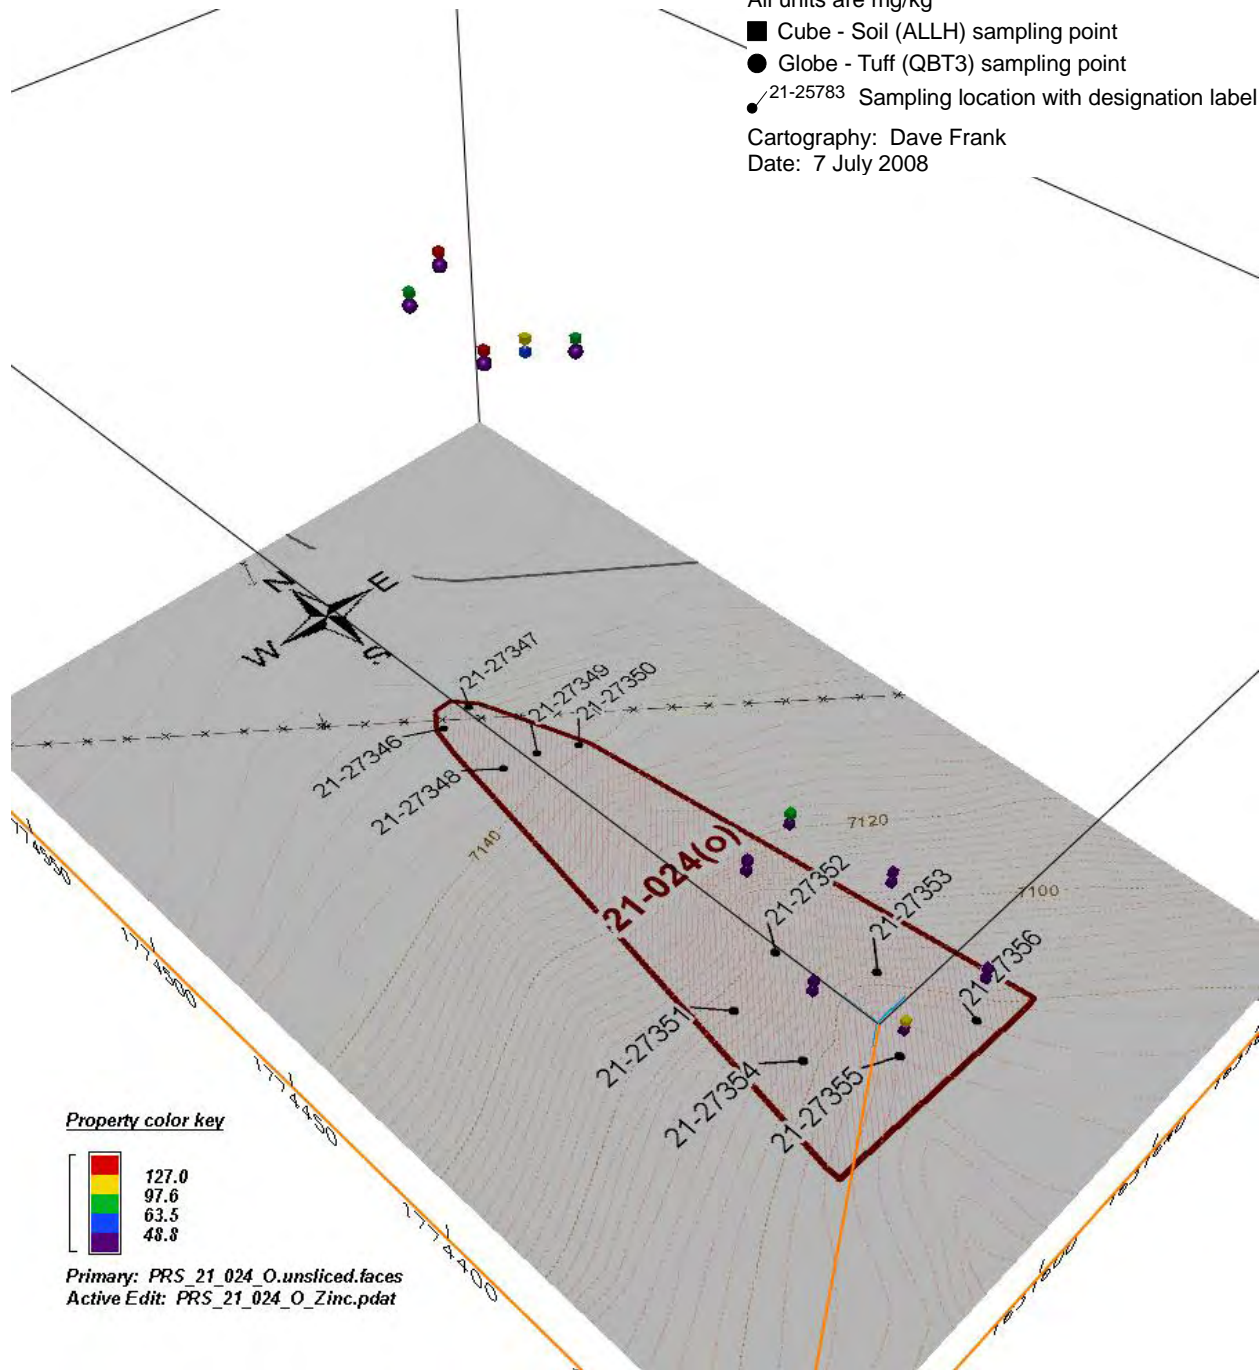 All units are mg/kg
Cube - Soil (ALLH) sampling point
Globe - Tuff (QBT3) sampling point
21-25783 Sampling location with designation label
Cartography: Dave Frank
Date: 7 July 2008
N
E
W
S
21-27347
21-27349
21-27350
21-27346
21-27348
7140
7120
21-024(o)
21-27352
21-27353
7100
21-27356
21-27351
21-27354
21-27355
1774500
1774450
1774400
Property color key
127.0
97.6
63.5
48.8
Primary: PRS_21_024_O.unsliced.faces
Active Edit: PRS_21_024_O_Zinc.pdat